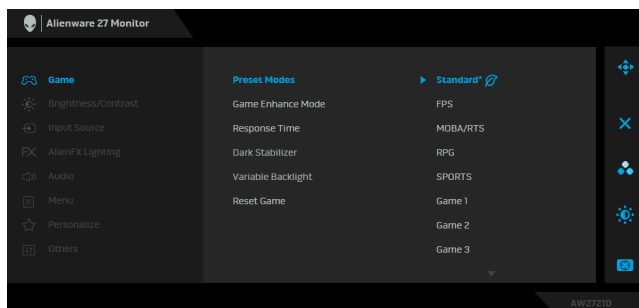 Alienware 27 Monitor
Game
Preset Modes
Standard*
Brightness/Contrast
Game Enhance Mode
FPS
Input Source
Response Time
MOBA/RTS
FX
AlienFX Lighting
Dark Stabilizer
RPG
Audio
Variable Backlight
SPORTS
Menu
Reset Game
Game 1
Personalize
Game 2
Others
Game 3
AW2721D